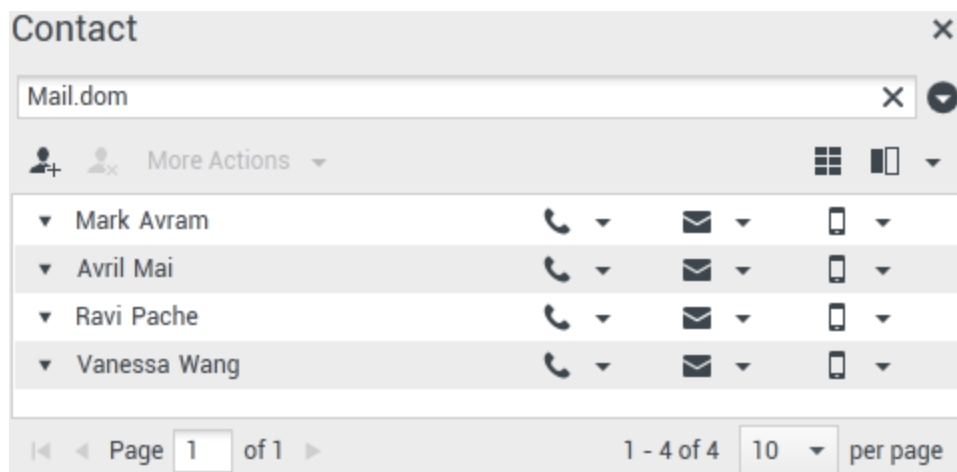 Contact
Mail.dom
More Actions
Mark Avram
Avril Mai
Ravi Pache
Vanessa Wang
Page 1 of 1 1 - 4 of 4 10 per page